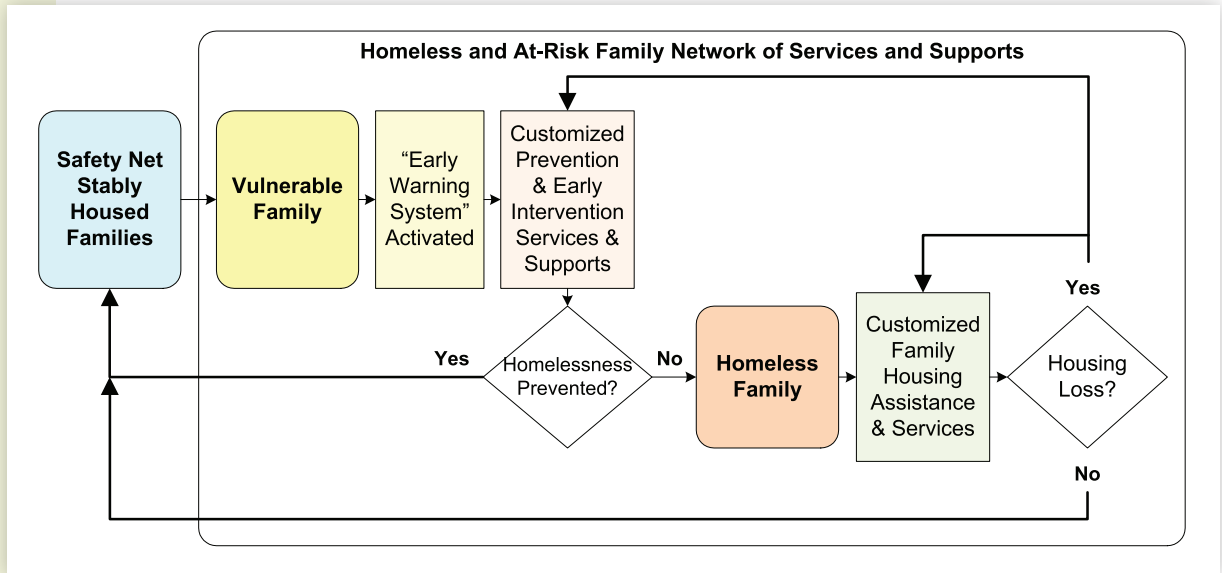 Homeless and At-Risk Family Network of Services and Supports
Safety Net
Stably
Housed
Families
Vulnerable
Family
“Early
Warning
System”
Activated
Customized
Prevention
& Early
Intervention
Services &
Supports
Homelessness
Prevented?
Yes
No
Homeless
Family
Customized
Family
Housing
Assistance
& Services
Housing
Loss?
Yes
No